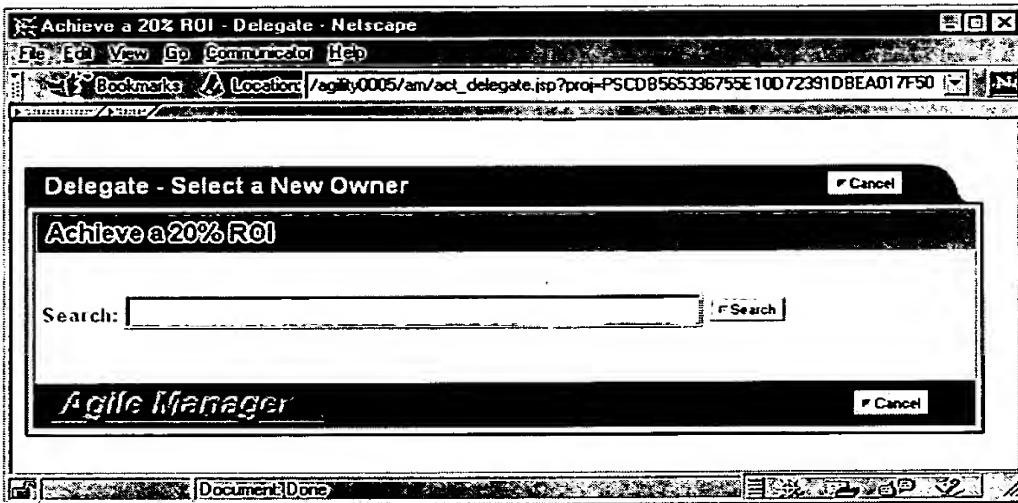 Achieve a 20% ROI - Delegate - Netscape
File Edit View Go Communicator Help
Bookmarks Location: /agility0005/am/act_delegate.jsp?proj=PSCDB565336755E10D72391DBEA017F50
Delegate - Select a New Owner Cancel
Achieve a 20% ROI
Search: Search
Agile Manager Cancel
Document: Done